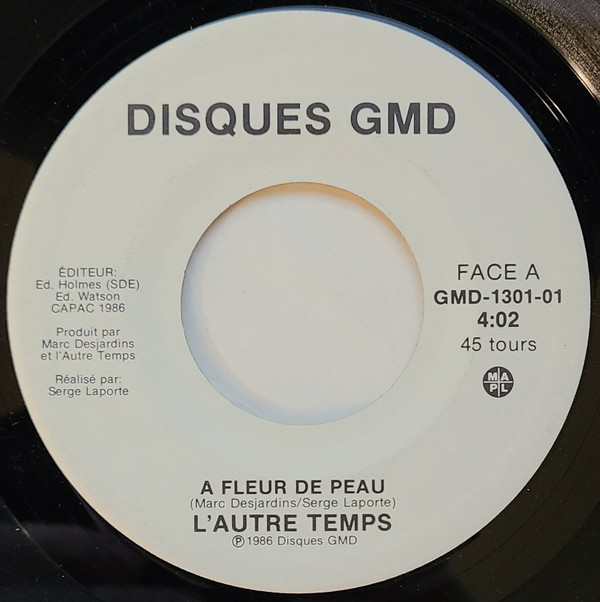 DISQUES GMD
ÉDITEUR:
Ed. Holmes (SDE)
Ed. Watson
CAPAC 1986
Produit par
Marc Desjardins
et l'Autre Temps
Réalisé par:
Serge Laporte
FACE A
GMD-1301-01
4:02
45 tours
M A
P L
A FLEUR DE PEAU
(Marc Desjardins/Serge Laporte)
L'AUTRE TEMPS
℗ 1986 Disques GMD